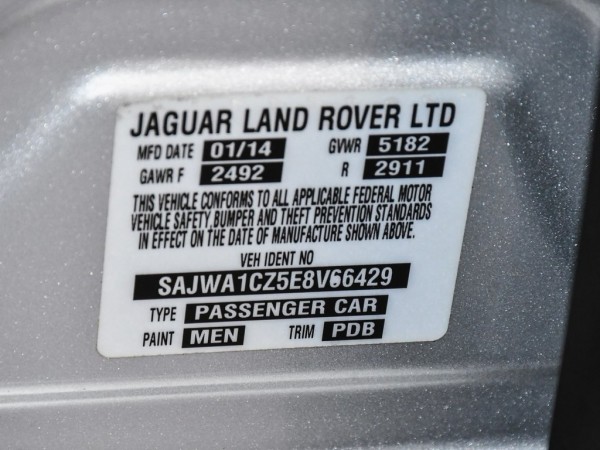 JAGUAR LAND ROVER LTD
MFD DATE 01/14 GVWR 5182
GAWR F 2492 R 2911
THIS VEHICLE CONFORMS TO ALL APPLICABLE FEDERAL MOTOR
VEHICLE SAFETY, BUMPER AND THEFT PREVENTION STANDARDS
IN EFFECT ON THE DATE OF MANUFACTURE SHOWN ABOVE.
VEH IDENT NO
SAJWA1CZ5E8V66429
TYPE PASSENGER CAR
PAINT MEN TRIM PDB